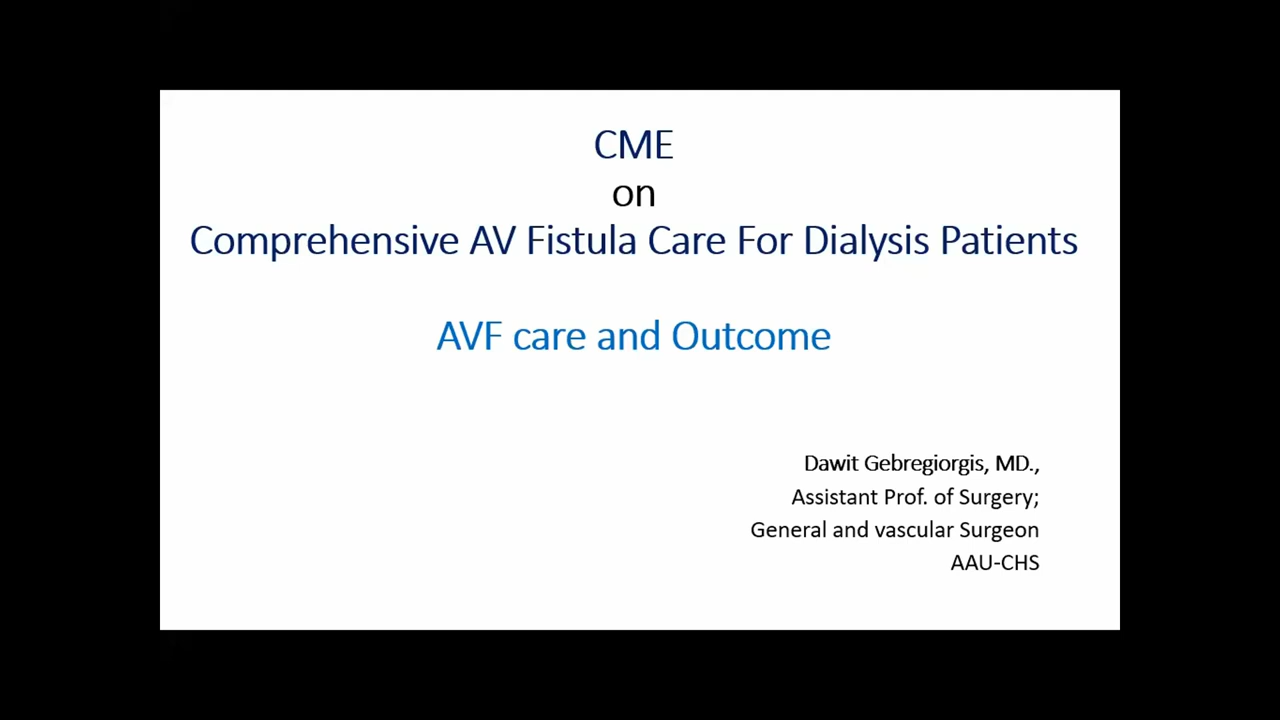 CME
on
Comprehensive AV Fistula Care For Dialysis Patients
AVF care and Outcome
Dawit Gebregiorgis, MD.,
Assistant Prof. of Surgery;
General and vascular Surgeon
AAU-CHS